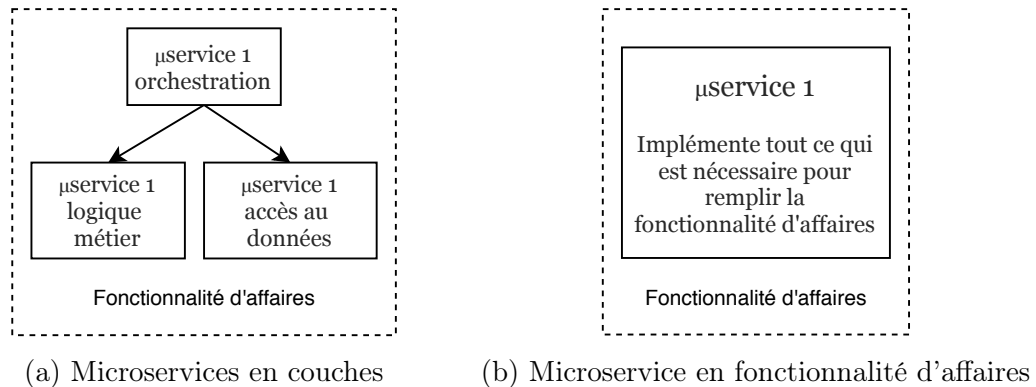 µservice 1
orchestration
µservice 1
logique
métier
µservice 1
accès au
données
Fonctionnalité d'affaires
(a) Microservices en couches
µservice 1
Implémente tout ce qui
est nécessaire pour
remplir la
fonctionnalité d'affaires
Fonctionnalité d'affaires
(b) Microservice en fonctionnalité d'affaires